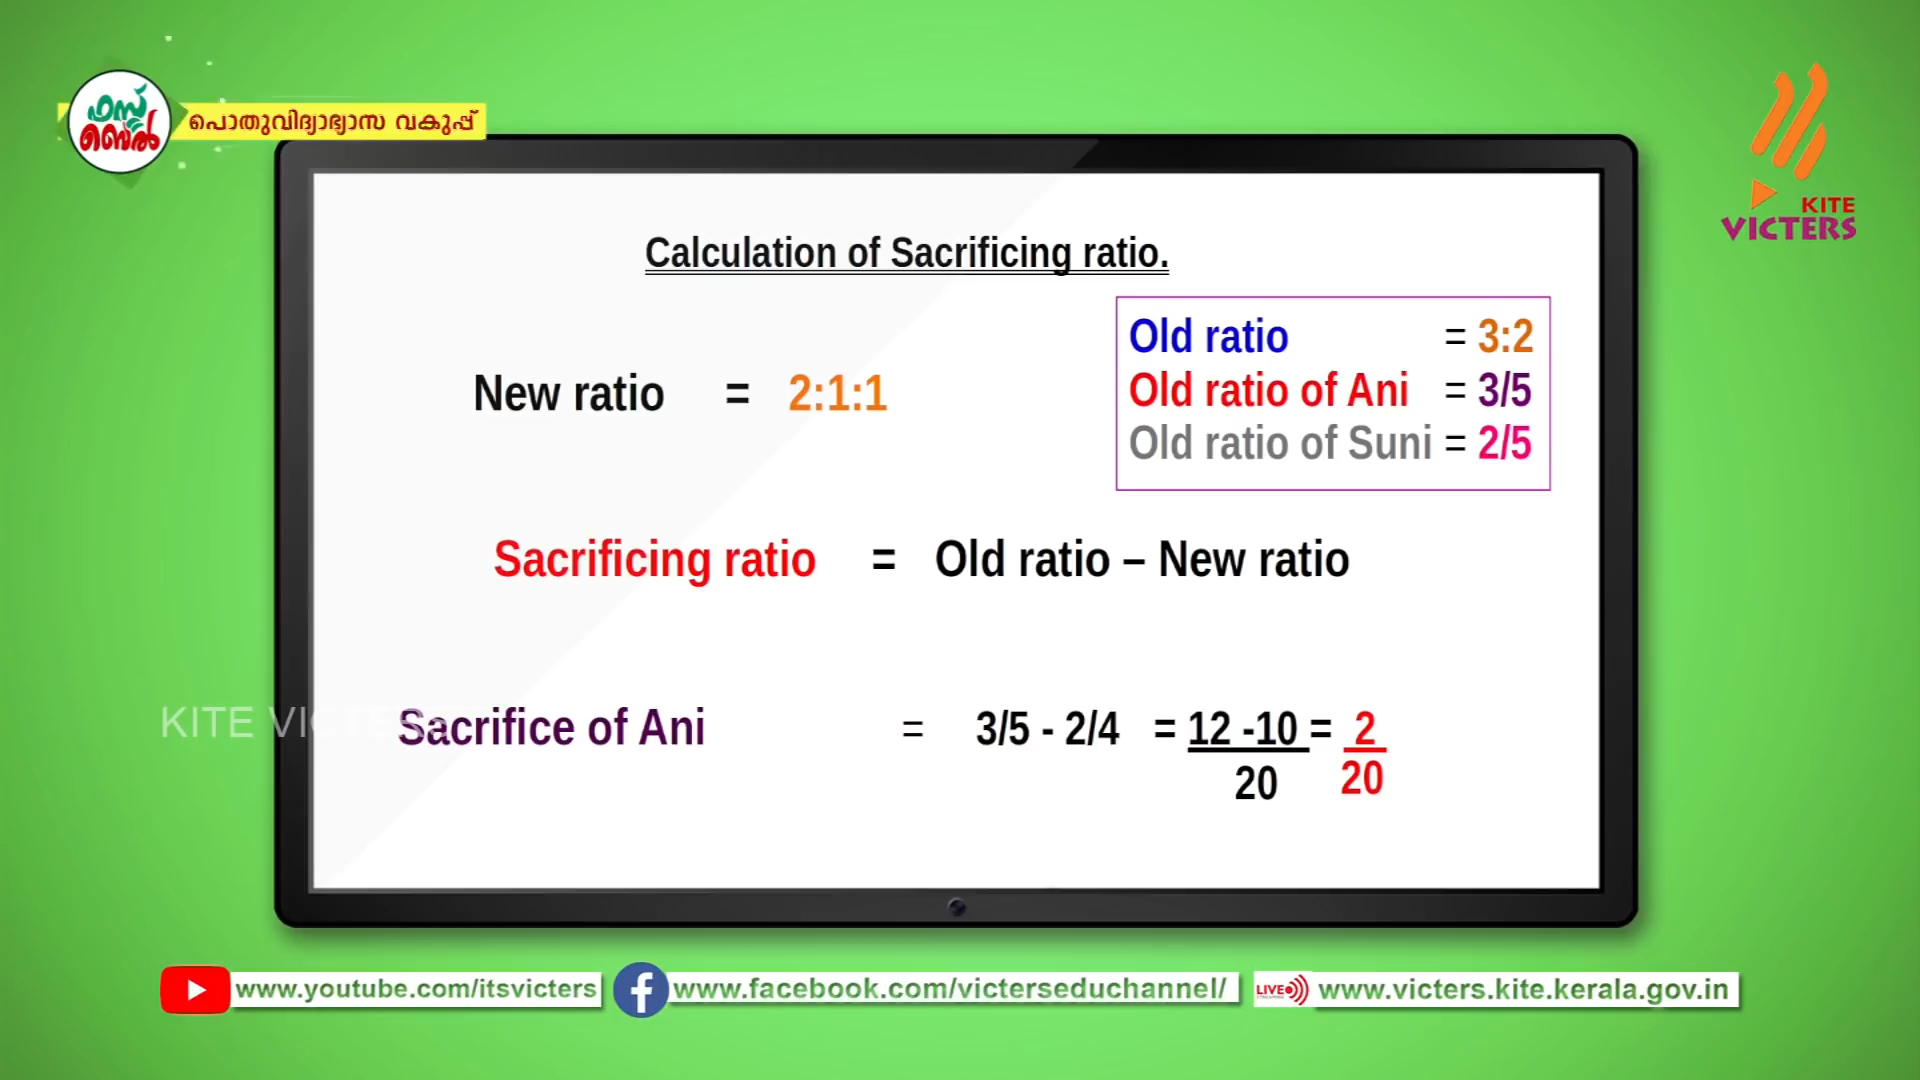 ഫസ്റ്റ്
ബെൽ
പൊതുവിദ്യാഭ്യാസ വകുപ്പ്
KITE
VICTERS
Calculation of Sacrificing ratio.
Old ratio = 3:2
Old ratio of Ani = 3/5
Old ratio of Suni = 2/5
New ratio = 2:1:1
Sacrificing ratio = Old ratio – New ratio
KITE VICTERS
Sacrifice of Ani = 3/5 - 2/4 = 12 -10 = 2
20 20
www.youtube.com/itsvicters
www.facebook.com/victerseduchannel/
LIVE
www.victers.kite.kerala.gov.in